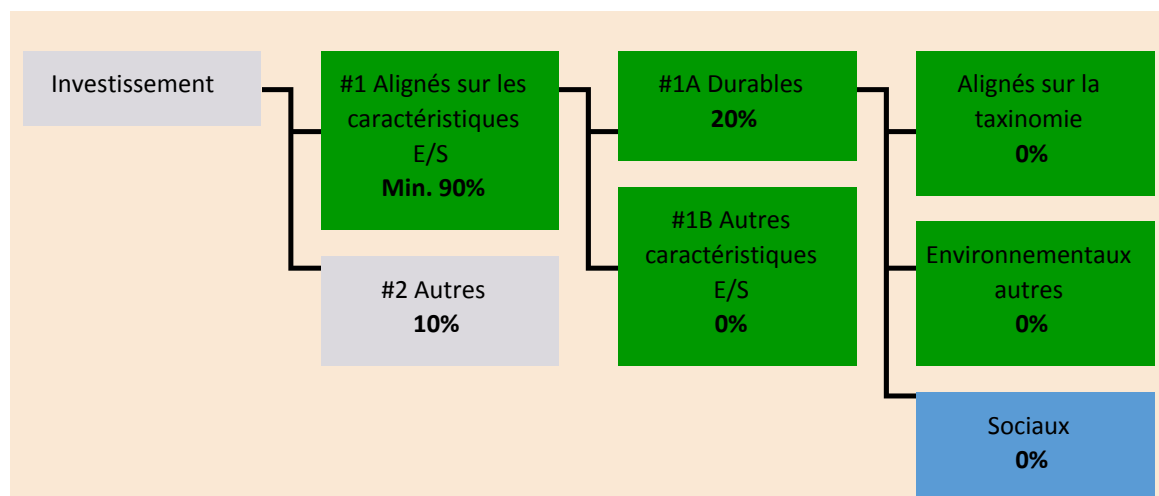 Investissement
#1 Alignés sur les
caractéristiques
E/S
Min. 90%
#2 Autres
10%
#1A Durables
20%
#1B Autres
caractéristiques
E/S
0%
Alignés sur la
taxinomie
0%
Environnementaux
autres
0%
Sociaux
0%